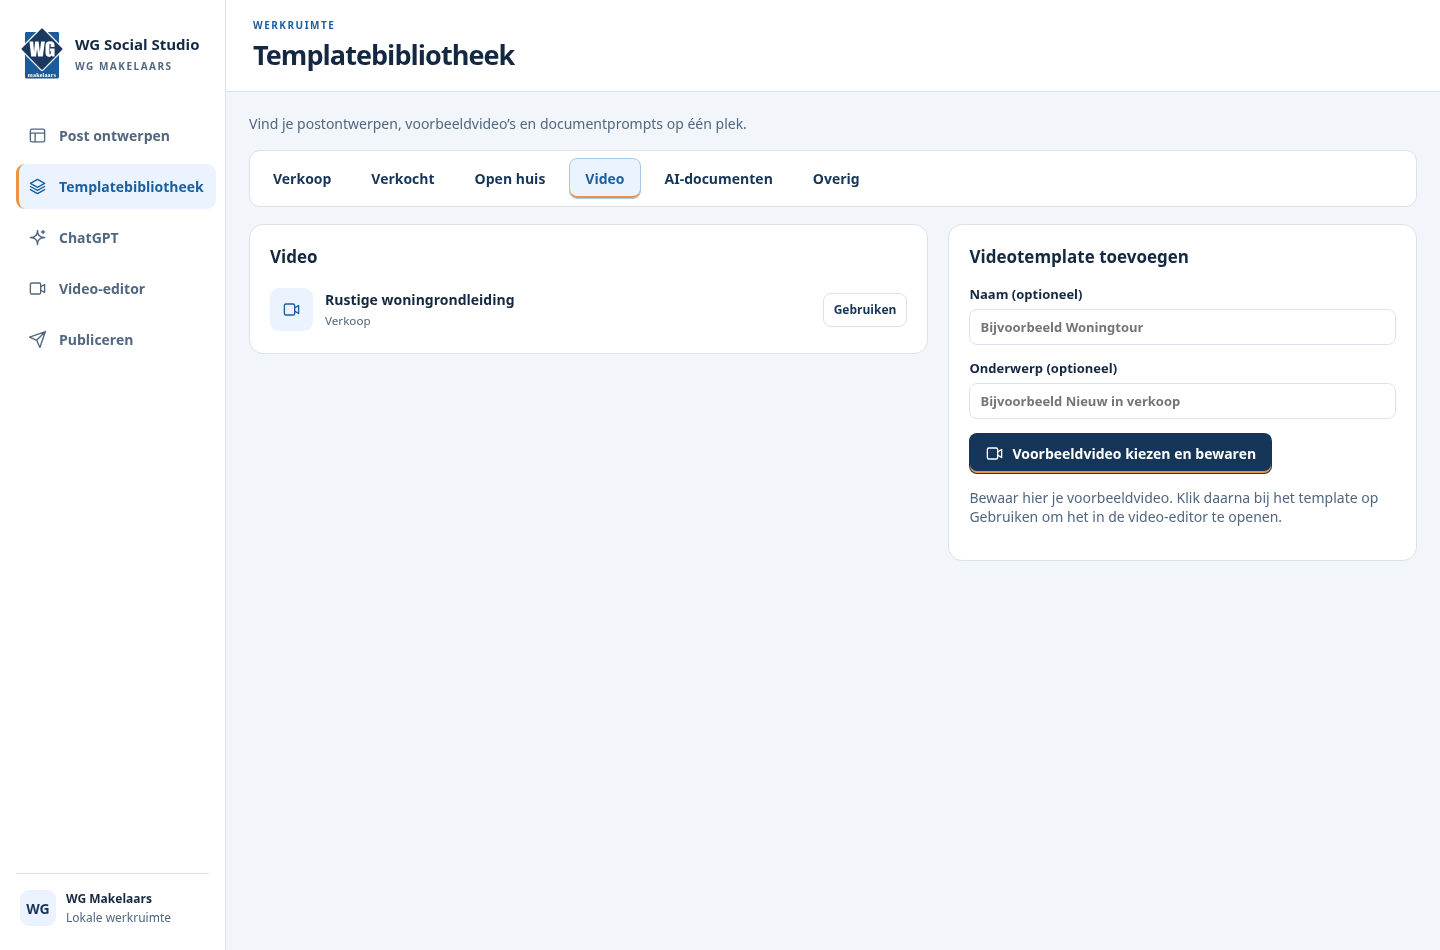 WG
makelaars
WG Social Studio
WG MAKELAARS
Post ontwerpen
Templatebibliotheek
ChatGPT
Video-editor
Publiceren
WG
WG Makelaars
Lokale werkruimte
WERKRUIMTE
Templatebibliotheek
Vind je postontwerpen, voorbeeldvideo’s en documentprompts op één plek.
Verkoop
Verkocht
Open huis
Video
AI-documenten
Overig
Video
Rustige woningrondleiding
Verkoop
Gebruiken
Videotemplate toevoegen
Naam (optioneel)
Bijvoorbeeld Woningtour
Onderwerp (optioneel)
Bijvoorbeeld Nieuw in verkoop
Voorbeeldvideo kiezen en bewaren
Bewaar hier je voorbeeldvideo. Klik daarna bij het template op
Gebruiken om het in de video-editor te openen.